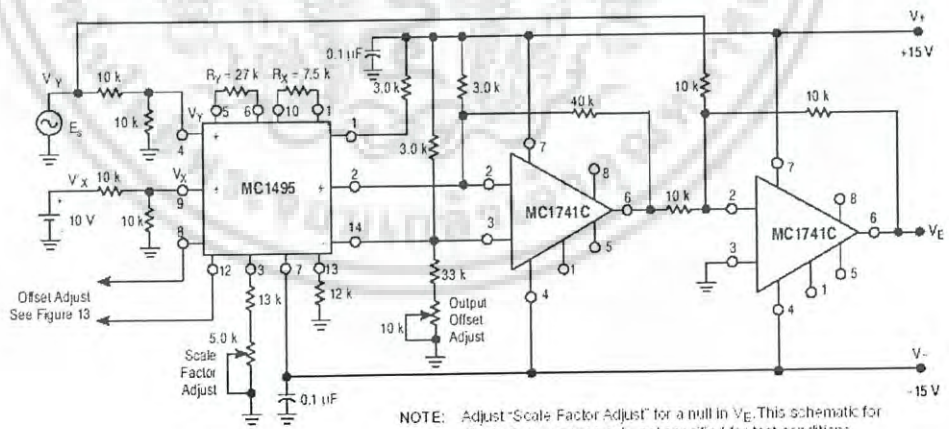 V+
+15 V
0.1 µF
V'Y
10 k
RY = 27 k
RX = 7.5 k
3.0 k
3.0 k
40 k
10 k
10 k
5
6
10
11
VY
ES
10 k
4
+
1
3.0 k
7
7
V'X
10 k
VX
9
+
MC1495
+
2
2
8
MC1741C
6
10 k
2
8
MC1741C
6
VE
10 V
10k
8
-
14
3
5
3
5
12
3
7
13
1
1
4
4
Offset Adjust
See Figure 13
13 k
12 k
33 k
10 k
Output
Offset
Adjust
5.0 k
Scale
Factor
Adjust
0.1 µF
V-
-15 V
NOTE: Adjust "Scale Factor Adjust" for a null in VE. This schematic for